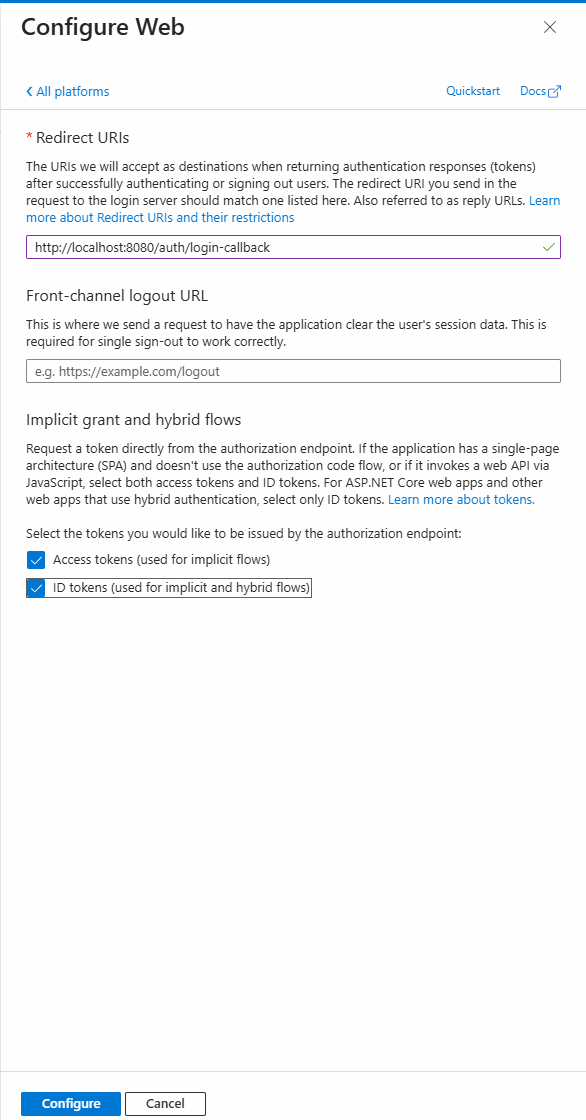 Configure Web
All platforms
Quickstart
Docs
* Redirect URIs
The URIs we will accept as destinations when returning authentication responses (tokens)
after successfully authenticating or signing out users. The redirect URI you send in the
request to the login server should match one listed here. Also referred to as reply URLs. Learn
more about Redirect URIs and their restrictions
http://localhost:8080/auth/login-callback
Front-channel logout URL
This is where we send a request to have the application clear the user's session data. This is
required for single sign-out to work correctly.
e.g. https://example.com/logout
Implicit grant and hybrid flows
Request a token directly from the authorization endpoint. If the application has a single-page
architecture (SPA) and doesn't use the authorization code flow, or if it invokes a web API via
JavaScript, select both access tokens and ID tokens. For ASP.NET Core web apps and other
web apps that use hybrid authentication, select only ID tokens. Learn more about tokens.
Select the tokens you would like to be issued by the authorization endpoint:
Access tokens (used for implicit flows)
ID tokens (used for implicit and hybrid flows)
Configure
Cancel